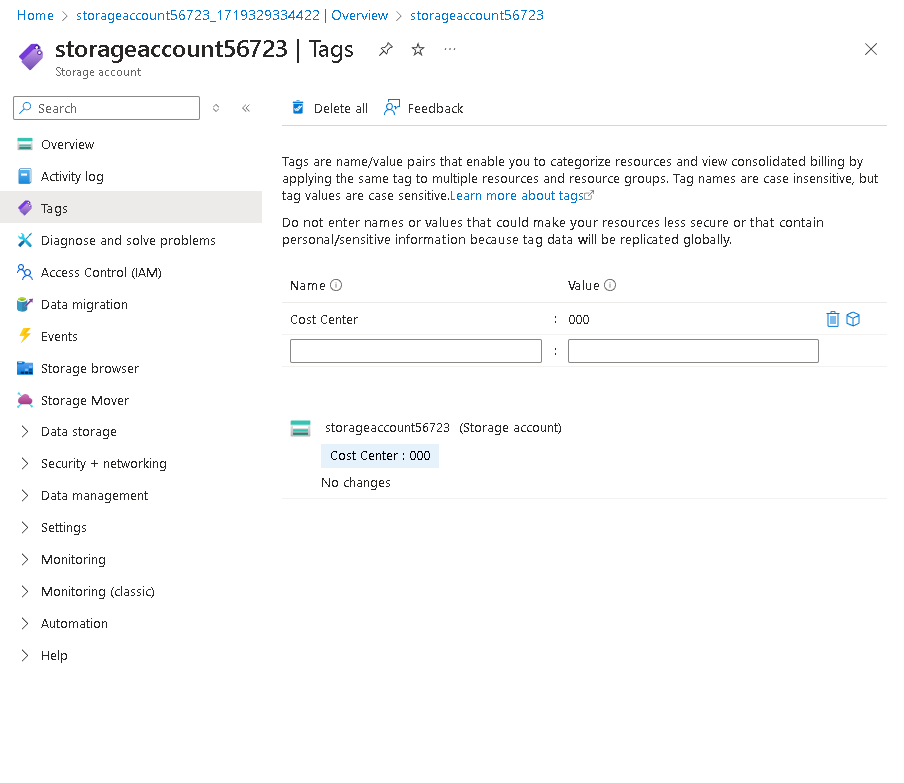 Home > storageaccount56723_1719329334422 | Overview > storageaccount56723
storageaccount56723 | Tags
Storage account
Search
Delete all Feedback
Overview
Activity log
Tags
Diagnose and solve problems
Access Control (IAM)
Data migration
Events
Storage browser
Storage Mover
Data storage
Security + networking
Data management
Settings
Monitoring
Monitoring (classic)
Automation
Help
Tags are name/value pairs that enable you to categorize resources and view consolidated billing by
applying the same tag to multiple resources and resource groups. Tag names are case insensitive, but
tag values are case sensitive.Learn more about tags
Do not enter names or values that could make your resources less secure or that contain
personal/sensitive information because tag data will be replicated globally.
Name Value
Cost Center : 000
:
storageaccount56723 (Storage account)
Cost Center : 000
No changes